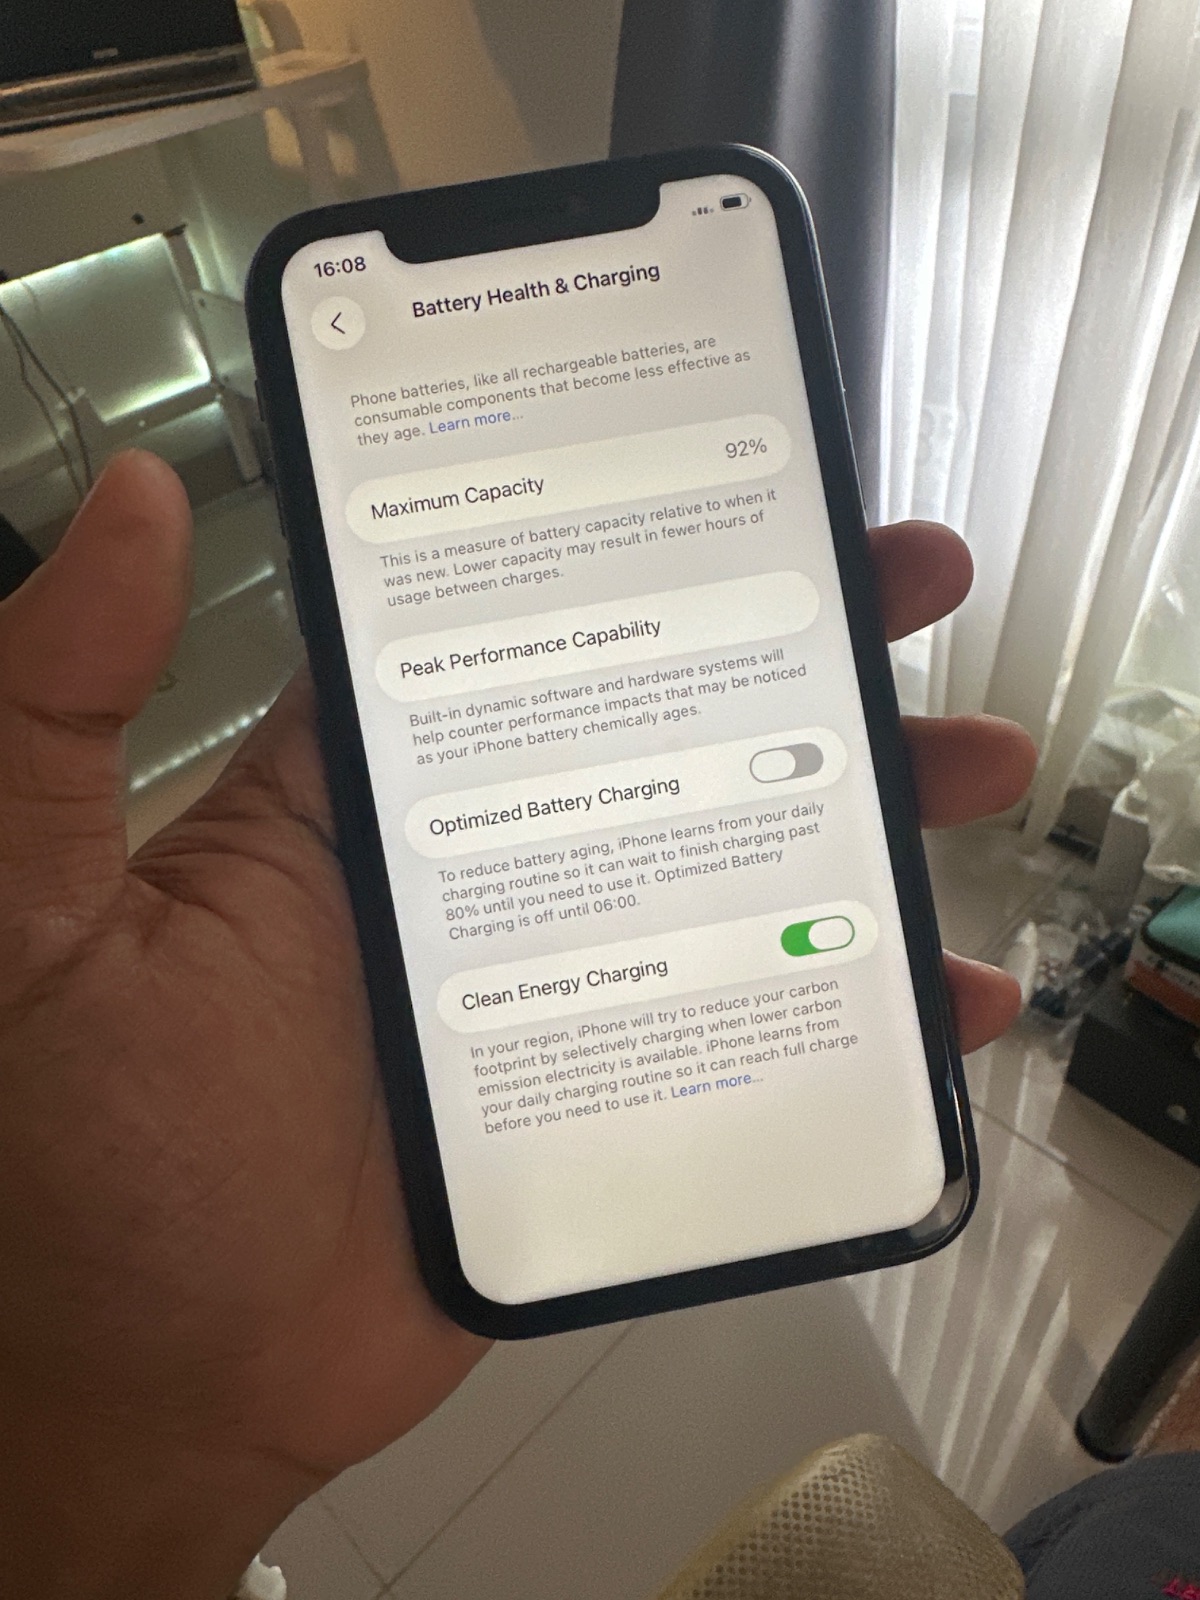 16:08
Battery Health & Charging
Phone batteries, like all rechargeable batteries, are
consumable components that become less effective as
they age. Learn more...
Maximum Capacity 92%
This is a measure of battery capacity relative to when it
was new. Lower capacity may result in fewer hours of
usage between charges.
Peak Performance Capability
Built-in dynamic software and hardware systems will
help counter performance impacts that may be noticed
as your iPhone battery chemically ages.
Optimized Battery Charging
To reduce battery aging, iPhone learns from your daily
charging routine so it can wait to finish charging past
80% until you need to use it. Optimized Battery
Charging is off until 06:00.
Clean Energy Charging
In your region, iPhone will try to reduce your carbon
footprint by selectively charging when lower carbon
emission electricity is available. iPhone learns from
your daily charging routine so it can reach full charge
before you need to use it. Learn more...